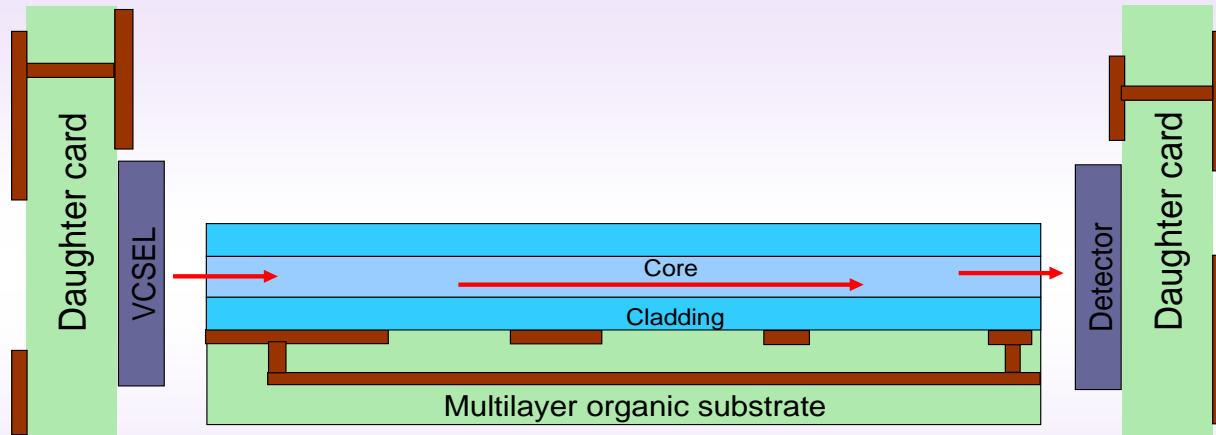 Daughter card
VCSEL
Core
Cladding
Multilayer organic substrate
Detector
Daughter card